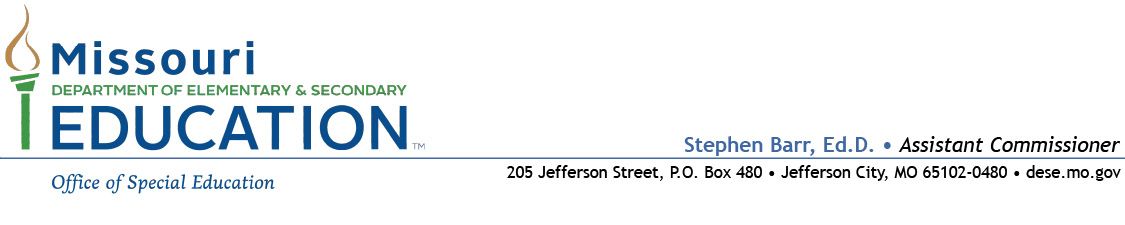 Missouri
DEPARTMENT OF ELEMENTARY & SECONDARY
EDUCATION™
Stephen Barr, Ed.D. • Assistant Commissioner
205 Jefferson Street, P.O. Box 480 • Jefferson City, MO 65102-0480 • dese.mo.gov
Office of Special Education